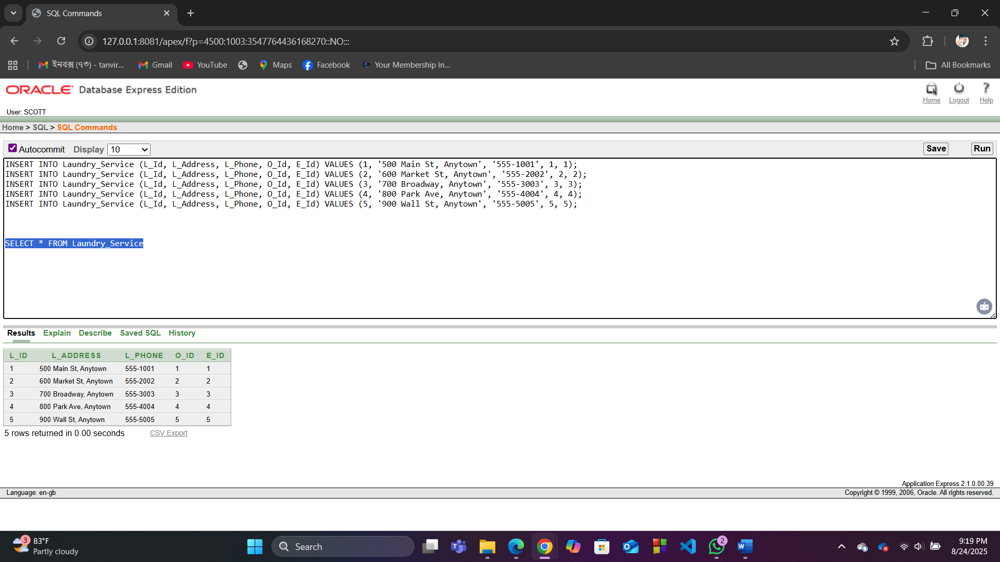 SQL Commands
127.0.0.1:8081/apex/f?p=4500:1003:3547764436168270::NO:::
ইনবক্স (৭৩) - tanvir...
Gmail
YouTube
Maps
Facebook
Your Membership In...
All Bookmarks
ORACLE Database Express Edition
Home
Logout
? Help
User: SCOTT
Home > SQL > SQL Commands
Autocommit Display 10
Save
Run
INSERT INTO Laundry_Service (L_Id, L_Address, L_Phone, O_Id, E_Id) VALUES (1, '500 Main St, Anytown', '555-1001', 1, 1);
INSERT INTO Laundry_Service (L_Id, L_Address, L_Phone, O_Id, E_Id) VALUES (2, '600 Market St, Anytown', '555-2002', 2, 2);
INSERT INTO Laundry_Service (L_Id, L_Address, L_Phone, O_Id, E_Id) VALUES (3, '700 Broadway, Anytown', '555-3003', 3, 3);
INSERT INTO Laundry_Service (L_Id, L_Address, L_Phone, O_Id, E_Id) VALUES (4, '800 Park Ave, Anytown', '555-4004', 4, 4);
INSERT INTO Laundry_Service (L_Id, L_Address, L_Phone, O_Id, E_Id) VALUES (5, '900 Wall St, Anytown', '555-5005', 5, 5);
SELECT * FROM Laundry_Service
Results Explain Describe Saved SQL History
L_ID L_ADDRESS L_PHONE O_ID E_ID
1 500 Main St, Anytown 555-1001 1 1
2 600 Market St, Anytown 555-2002 2 2
3 700 Broadway, Anytown 555-3003 3 3
4 800 Park Ave, Anytown 555-4004 4 4
5 900 Wall St, Anytown 555-5005 5 5
5 rows returned in 0.00 seconds CSV Export
Application Express 2.1.0.00.39
Language: en-gb
Copyright © 1999, 2006, Oracle. All rights reserved.
3
83°F
Partly cloudy
Search
2
9:19 PM
8/24/2025